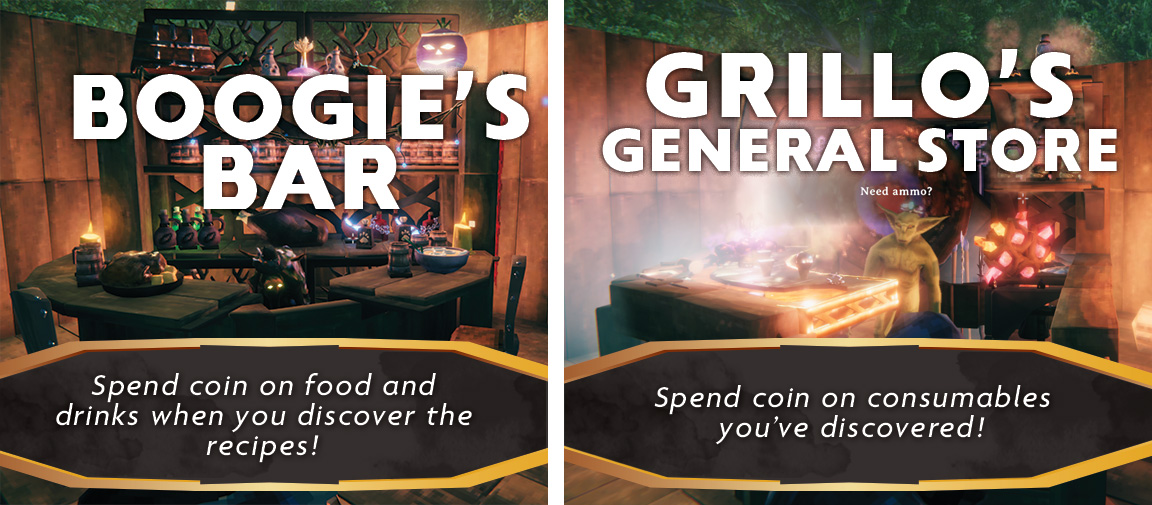 BOOGIE'S
BAR
Spend coin on food and
drinks when you discover the
recipes!
GRILLO'S
GENERAL STORE
Need ammo?
Spend coin on consumables
you've discovered!